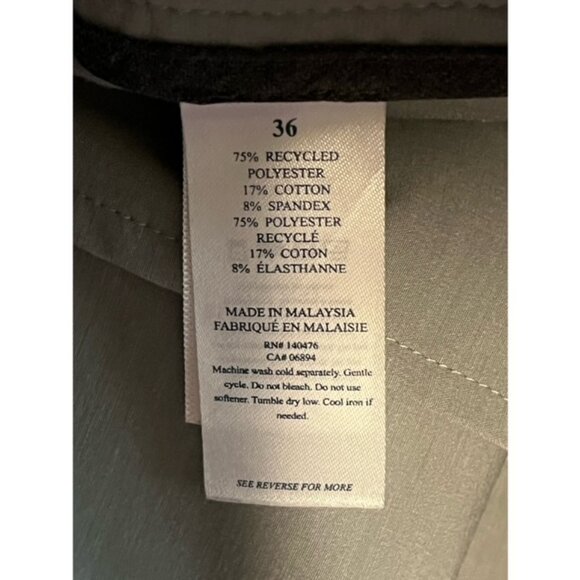 36
75% RECYCLED
POLYESTER
17% COTTON
8% SPANDEX
75% POLYESTER
RECYCLÉ
17% COTON
8% ÉLASTHANNE
MADE IN MALAYSIA
FABRIQUÉ EN MALAISIE
RN# 140476
CA# 06894
Machine wash cold separately. Gentle
cycle. Do not bleach. Do not use
softener. Tumble dry low. Cool iron if
needed.
SEE REVERSE FOR MORE